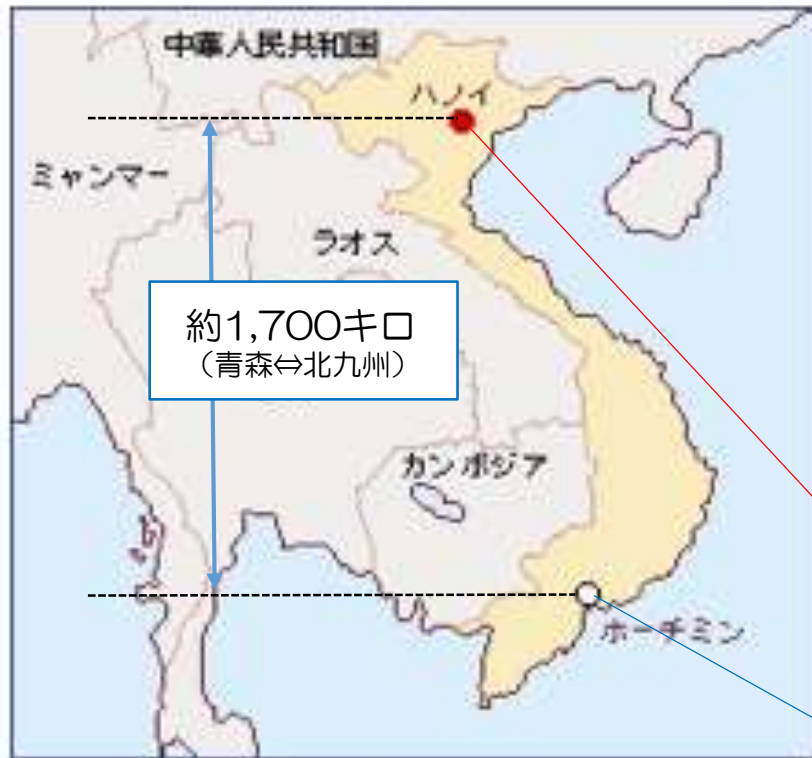 中華人民共和国
ハノイ
ミャンマー
ラオス
約1,700キロ
（青森⇔北九州）
カンボジア
ホーチミン